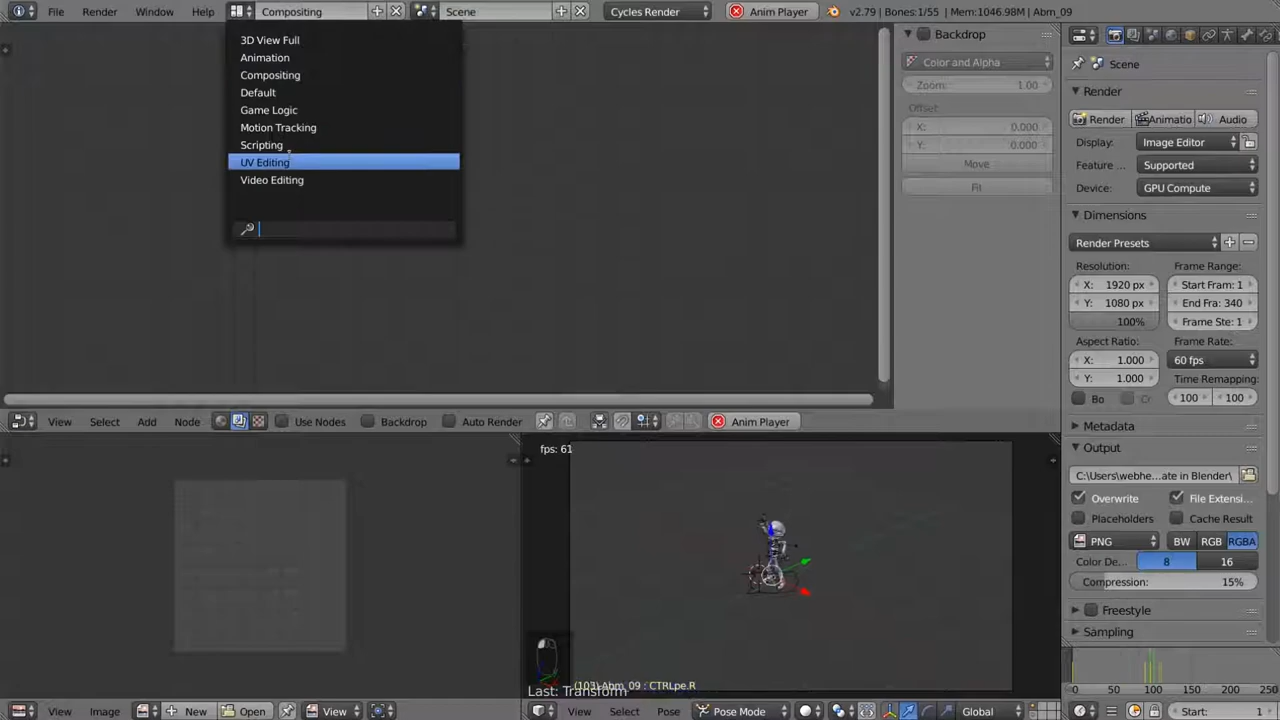 File Render Window Help Compositing Scene Cycles Render Anim Player v2.79 | Bones:1/55 | Mem:1046.98M | Abm_09
3D View Full
Animation
Compositing
Default
Game Logic
Motion Tracking
Scripting
UV Editing
Video Editing
Backdrop
Color and Alpha
Zoom: 1.00
Offset:
X: 0.000
Y: 0.000
Move
Fit
Scene
Render
Render Animatio Audio
Display: Image Editor
Feature ... Supported
Device: GPU Compute
Dimensions
Render Presets
Resolution: Frame Range:
X: 1920 px Start Fram: 1
Y: 1080 px End Fra: 340
100% Frame Ste: 1
Aspect Ratio: Frame Rate:
X: 1.000 60 fps
Y: 1.000 Time Remapping:
Bo Cr 100 100
Metadata
Output
C:\Users\webhe...ate in Blender\
Overwrite File Extensi...
Placeholders Cache Result
PNG BW RGB RGBA
Color De... 8 16
Compression: 15%
Freestyle
Sampling
View Select Add Node Use Nodes Backdrop Auto Render Anim Player
fps: 61
(103) Abm_09 : CTRLpe.R
Last: Transform
0 50 100 150 200 250
View Image New Open View
View Select Pose Pose Mode Global
Start: 1